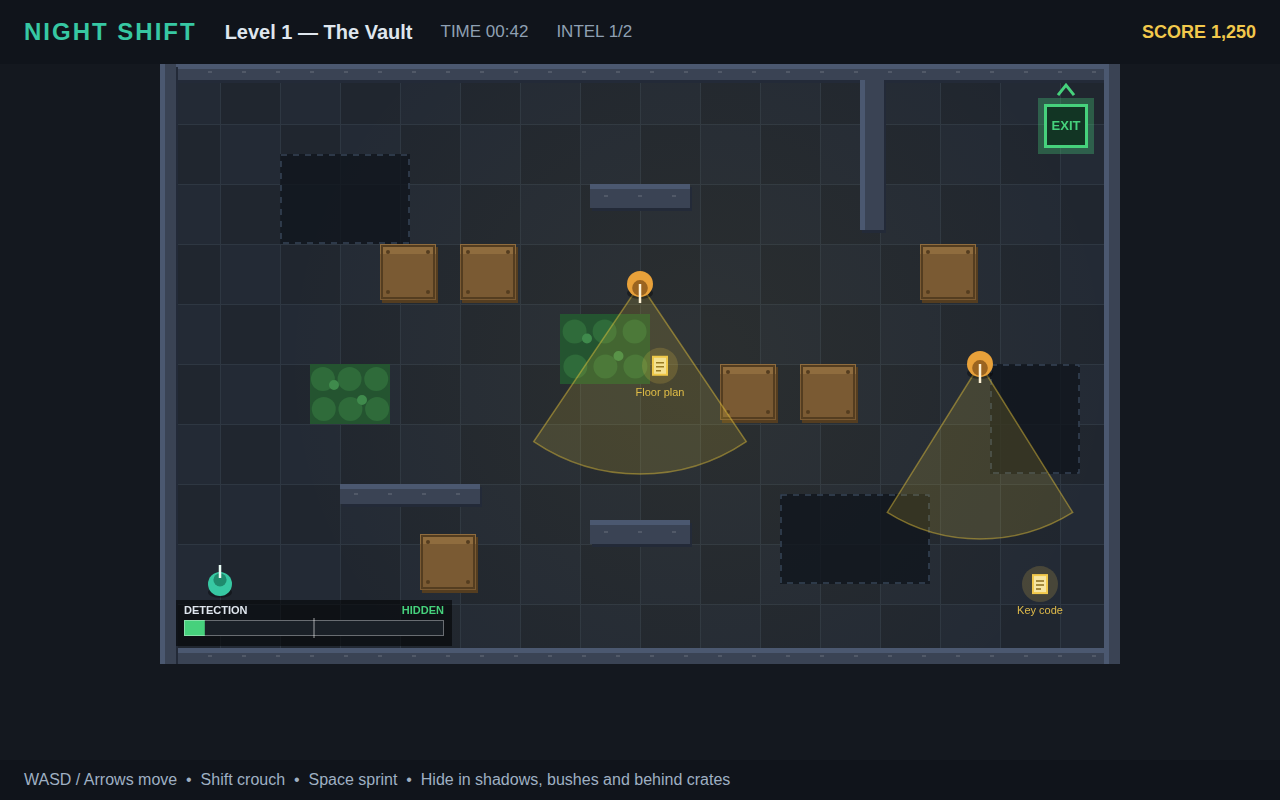 NIGHT SHIFT Level 1 — The Vault TIME 00:42 INTEL 1/2 SCORE 1,250
EXIT
Floor plan
Key code
DETECTION HIDDEN
WASD / Arrows move • Shift crouch • Space sprint • Hide in shadows, bushes and behind crates